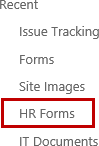 Recent
Issue Tracking
Forms
Site Images
HR Forms
IT Documents